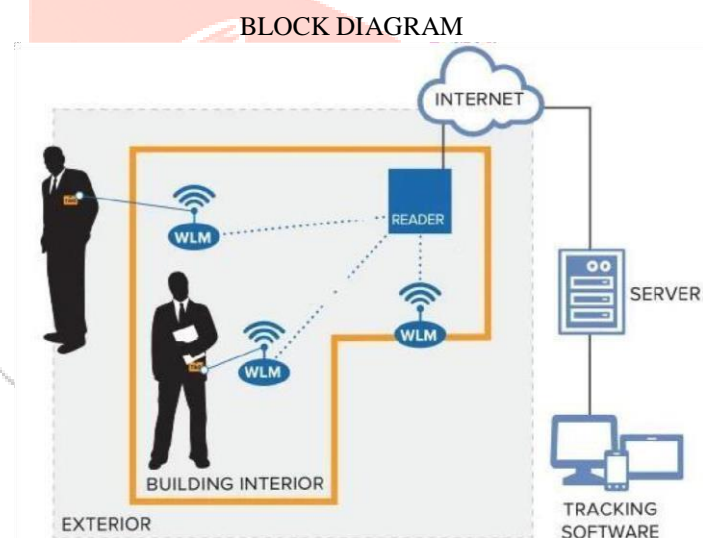 BLOCK DIAGRAM
INTERNET
READER
WLM
SERVER
WLM
WLM
BUILDING INTERIOR
EXTERIOR
TRACKING
SOFTWARE